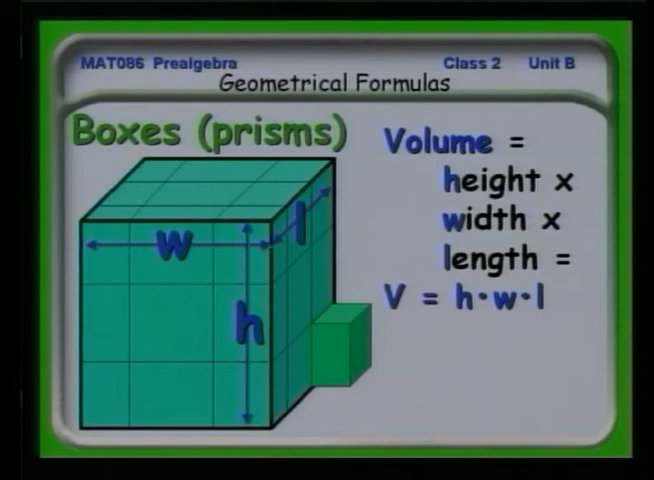 MAT086 Prealgebra Class 2 Unit B
Geometrical Formulas
Boxes (prisms)
Volume =
height x
width x
length =
V = h·w·l
w
l
h